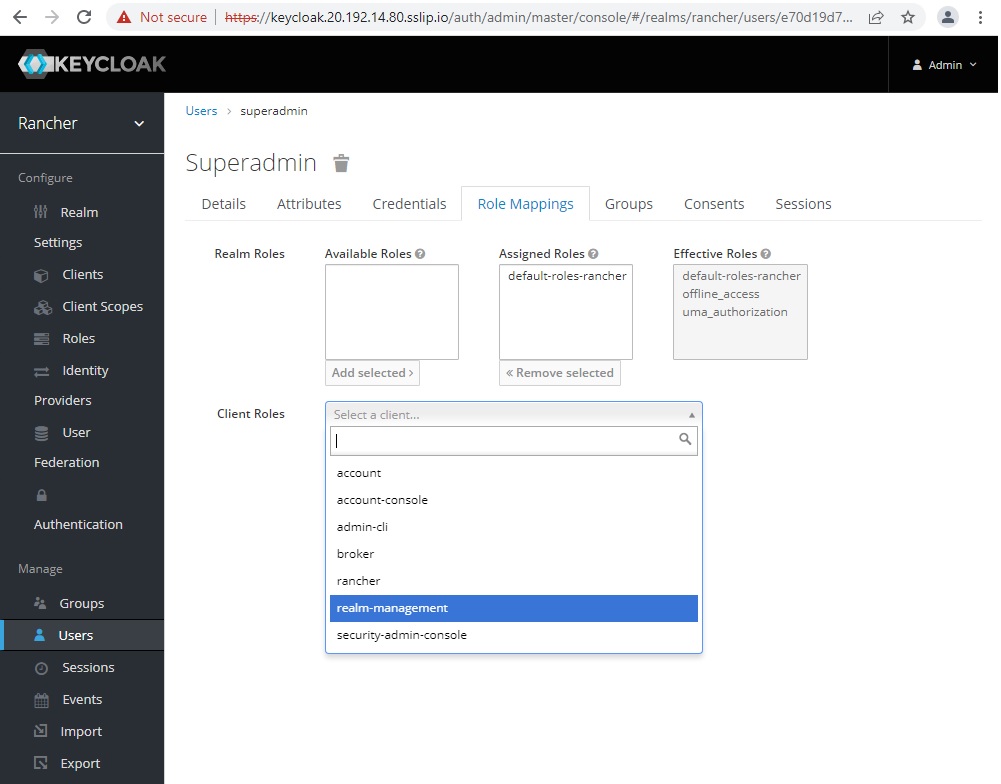 Not secure https://keycloak.20.192.14.80.sslip.io/auth/admin/master/console/#/realms/rancher/users/e70d19d7...
KEYCLOAK
Admin
Rancher
Users > superadmin
Superadmin
Configure
Realm
Settings
Clients
Client Scopes
Roles
Identity
Providers
User
Federation
Authentication
Manage
Groups
Users
Sessions
Events
Import
Export
Details Attributes Credentials Role Mappings Groups Consents Sessions
Realm Roles
Available Roles
Add selected >
Assigned Roles
default-roles-rancher
« Remove selected
Effective Roles
default-roles-rancher
offline_access
uma_authorization
Client Roles
Select a client...
account
account-console
admin-cli
broker
rancher
realm-management
security-admin-console